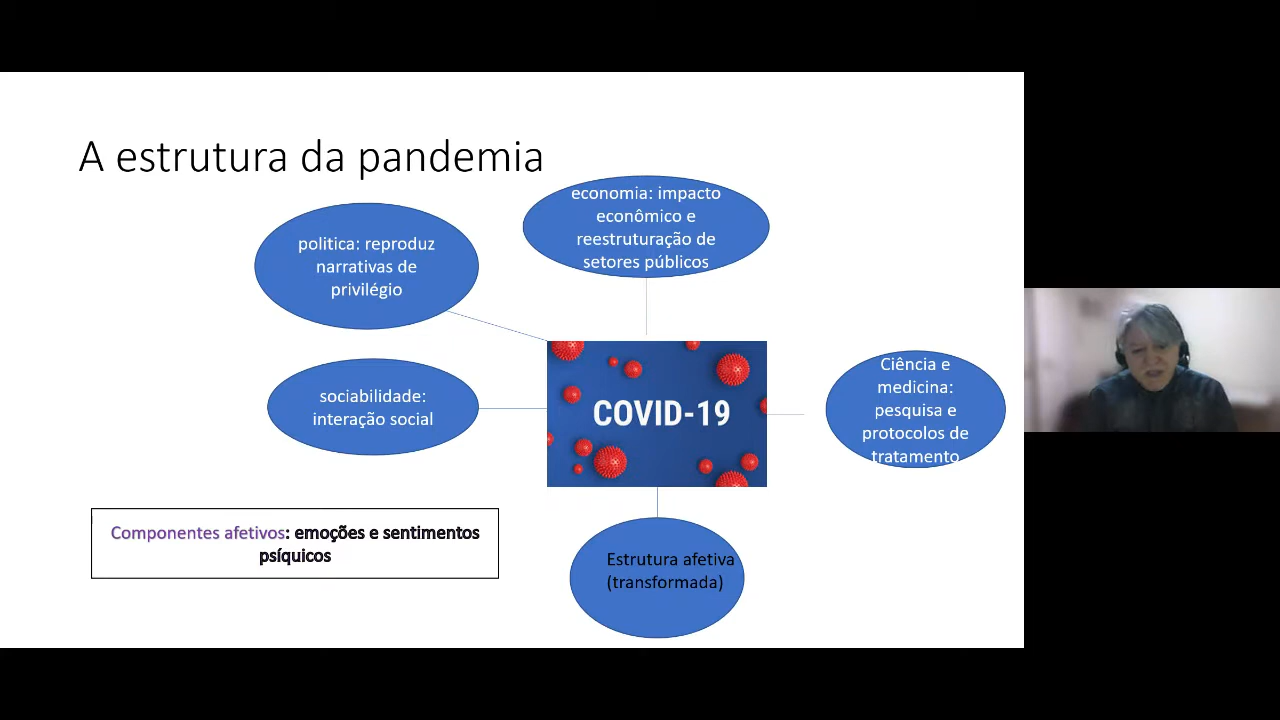 A estrutura da pandemia
economia: impacto
econômico e
reestruturação de
setores públicos
politica: reproduz
narrativas de
privilégio
sociabilidade:
interação social
COVID-19
Ciência e
medicina:
pesquisa e
protocolos de
tratamento
Componentes afetivos: emoções e sentimentos
psíquicos
Estrutura afetiva
(transformada)